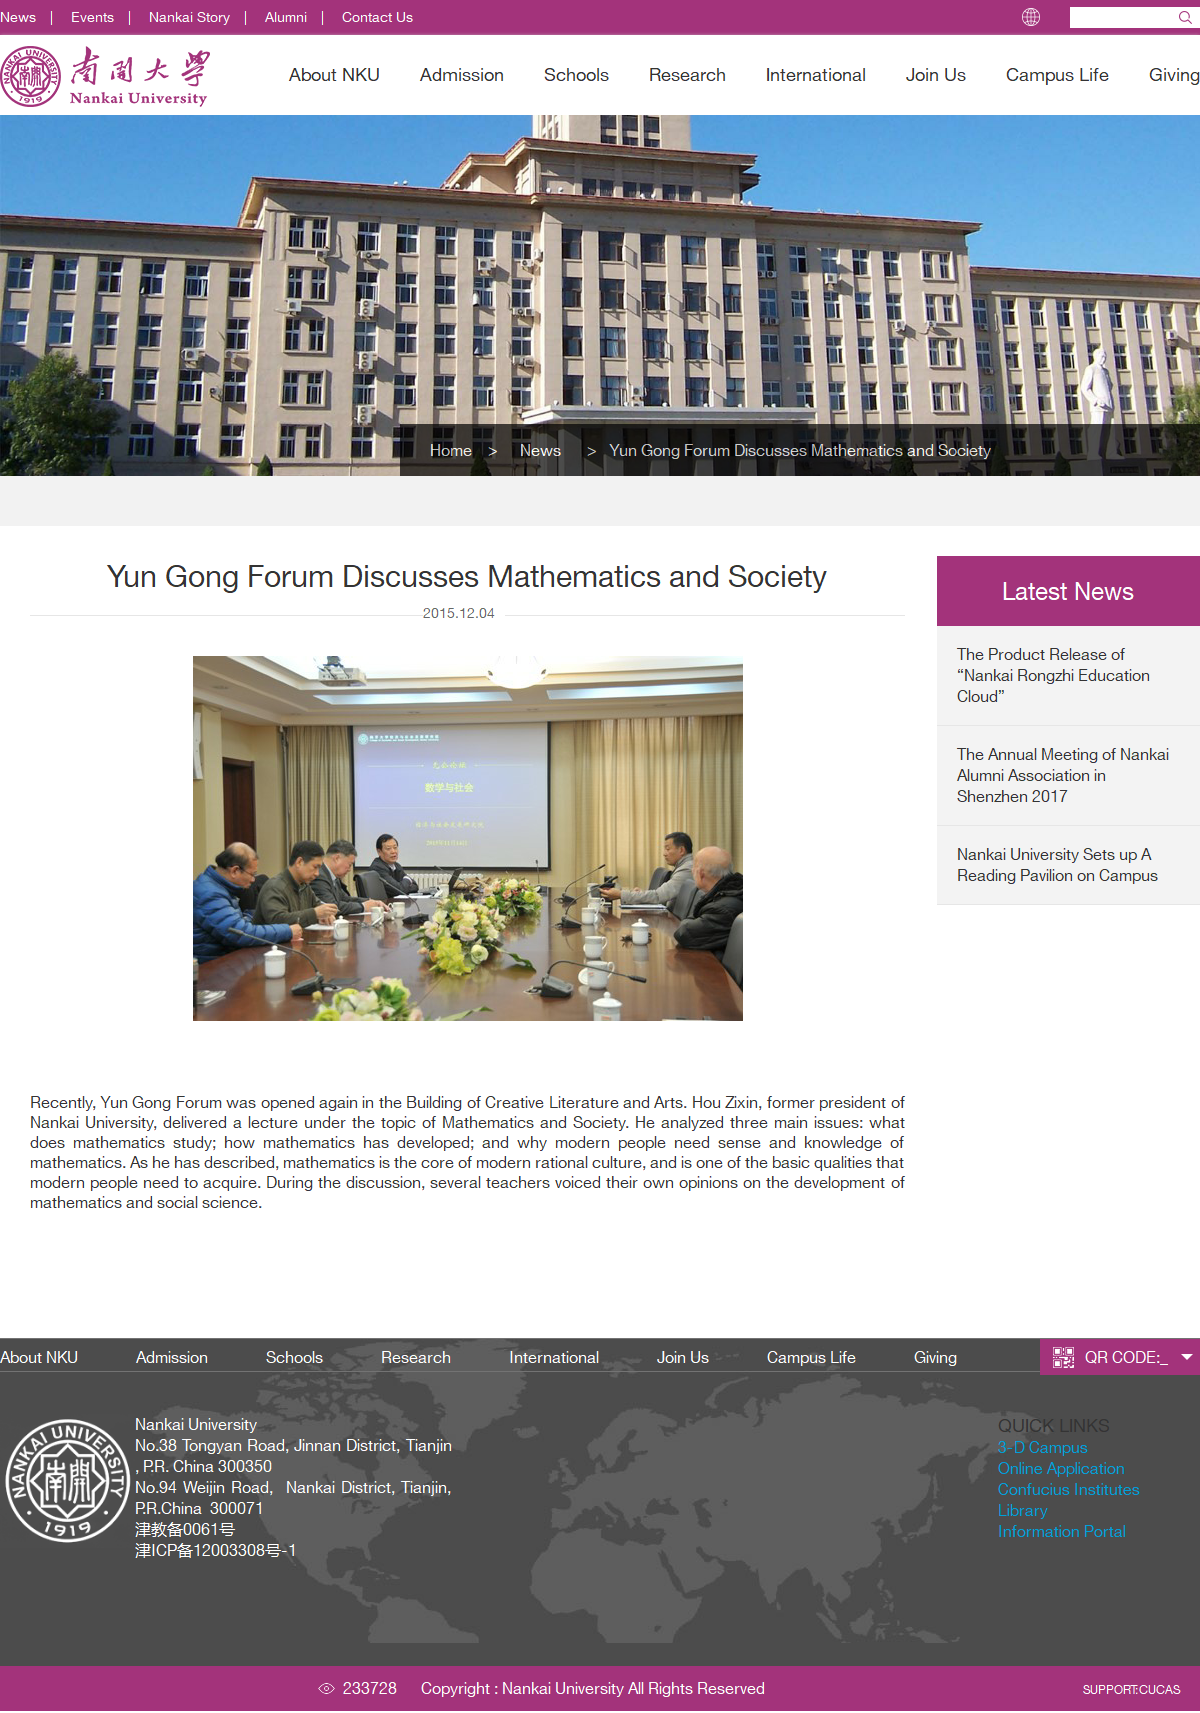 News | Events | Nankai Story | Alumni | Contact Us
NANKAI UNIVERSITY
1919
南開大學
Nankai University
About NKU Admission Schools Research International Join Us Campus Life Giving
Home > News > Yun Gong Forum Discusses Mathematics and Society
Yun Gong Forum Discusses Mathematics and Society
2015.12.04
数学与社会
Recently, Yun Gong Forum was opened again in the Building of Creative Literature and Arts. Hou Zixin, former president of
Nankai University, delivered a lecture under the topic of Mathematics and Society. He analyzed three main issues: what
does mathematics study; how mathematics has developed; and why modern people need sense and knowledge of
mathematics. As he has described, mathematics is the core of modern rational culture, and is one of the basic qualities that
modern people need to acquire. During the discussion, several teachers voiced their own opinions on the development of
mathematics and social science.
Latest News
The Product Release of
“Nankai Rongzhi Education
Cloud”
The Annual Meeting of Nankai
Alumni Association in
Shenzhen 2017
Nankai University Sets up A
Reading Pavilion on Campus
About NKU Admission Schools Research International Join Us Campus Life Giving
QR CODE:_
NANKAI UNIVERSITY
南開
1919
Nankai University
No.38 Tongyan Road, Jinnan District, Tianjin
, P.R. China 300350
No.94 Weijin Road, Nankai District, Tianjin,
P.R.China 300071
津教备0061号
津ICP备12003308号-1
QUICK LINKS
3-D Campus
Online Application
Confucius Institutes
Library
Information Portal
233728 Copyright : Nankai University All Rights Reserved
SUPPORT:CUCAS